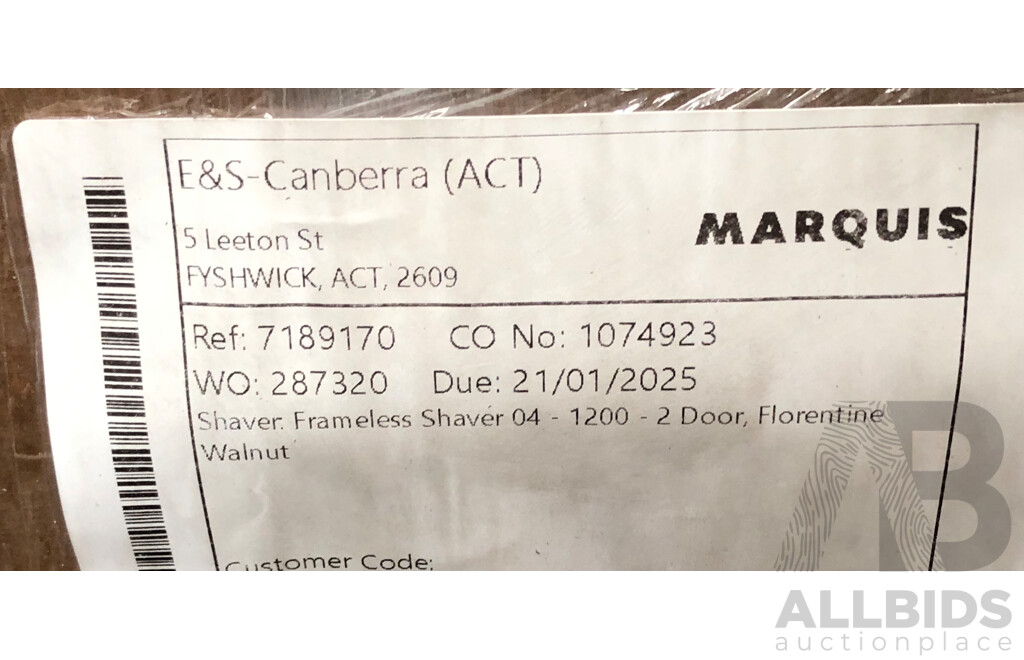 E&S-Canberra (ACT)
5 Leeton St
FYSHWICK, ACT, 2609
MARQUIS
Ref: 7189170 CO No: 1074923
WO: 287320 Due: 21/01/2025
Shaver: Frameless Shaver 04 - 1200 - 2 Door, Florentine
Walnut
Customer Code:
AB
ALLBIDS
auctionplace